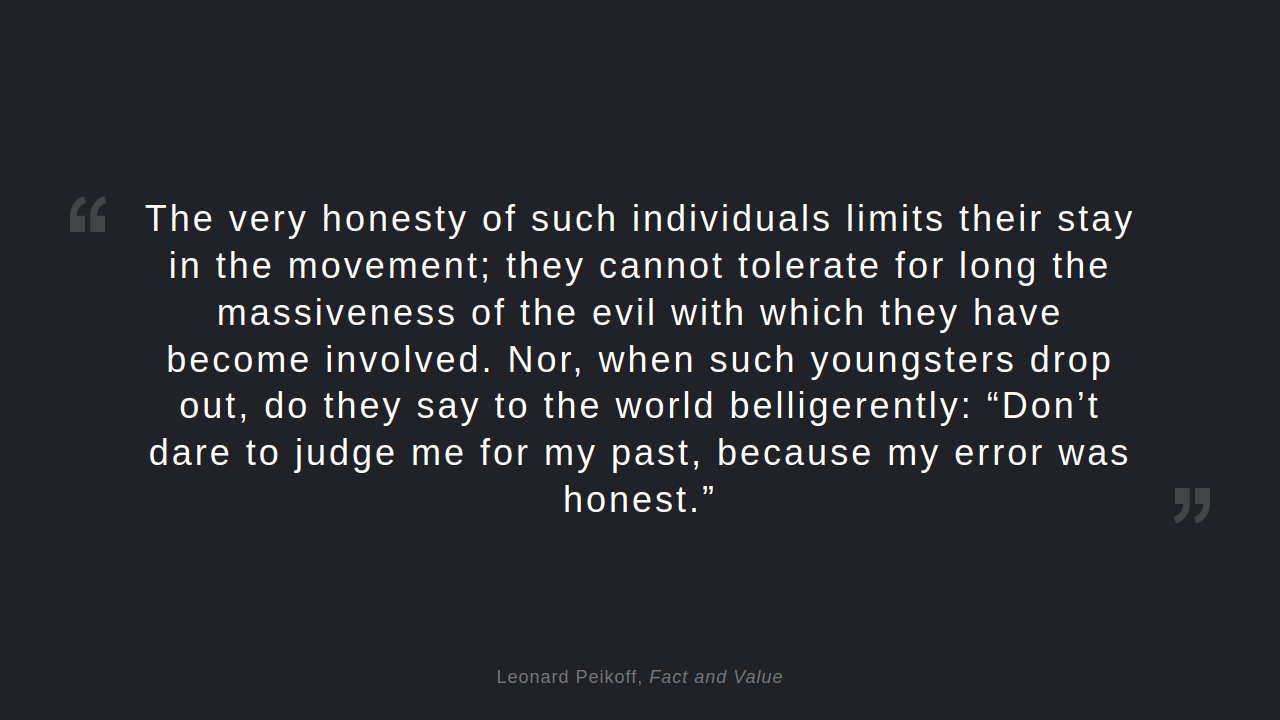 “
The very honesty of such individuals limits their stay
in the movement; they cannot tolerate for long the
massiveness of the evil with which they have
become involved. Nor, when such youngsters drop
out, do they say to the world belligerently: “Don’t
dare to judge me for my past, because my error was
honest.”
”
Leonard Peikoff, Fact and Value